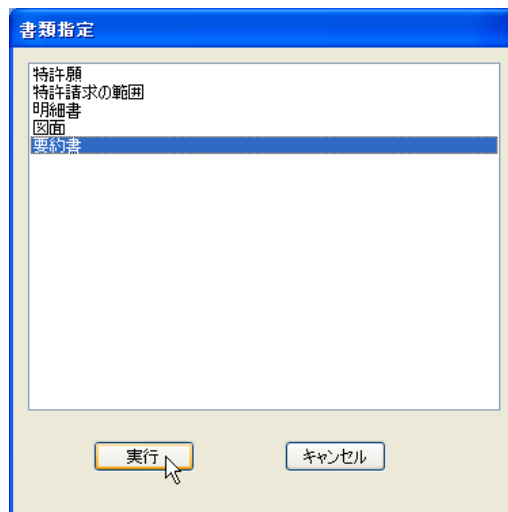 書類指定
特許願
特許請求の範囲
明細書
図面
要約書
実行
キャンセル